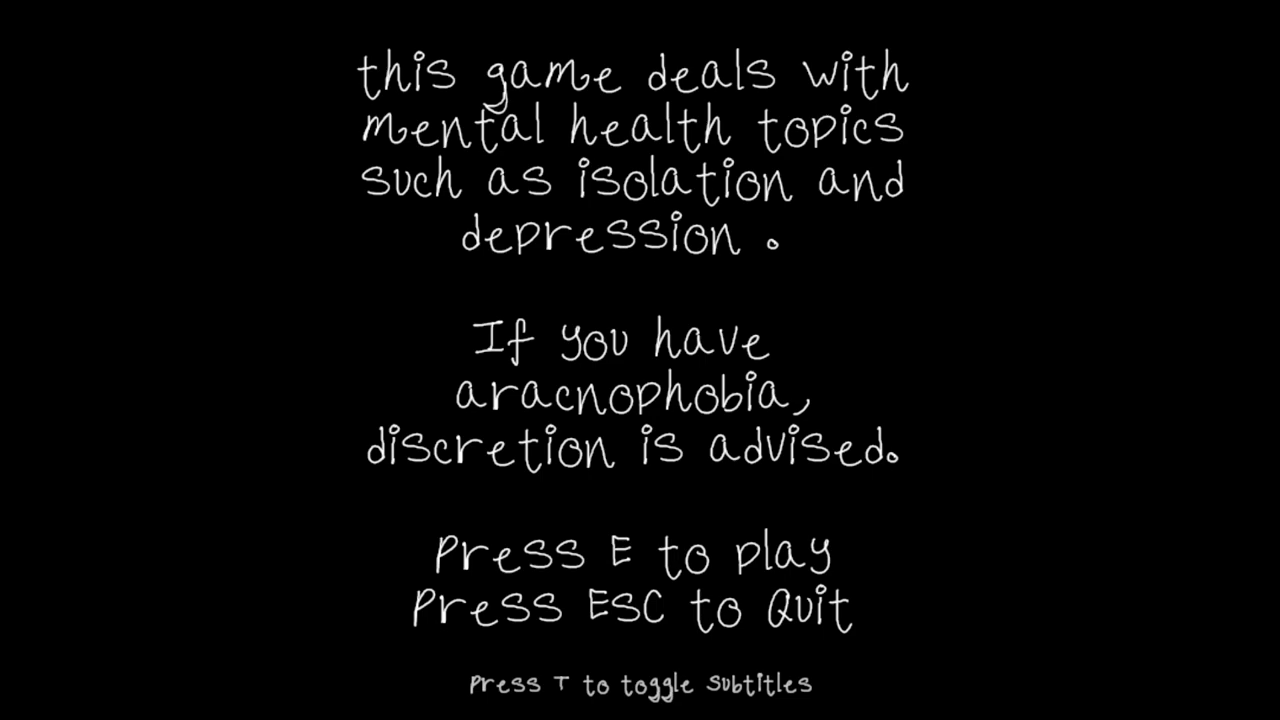 this game deals with
mental health topics
such as isolation and
depression .
If you have
aracnophobia,
discretion is advised.
Press E to play
Press ESC to Quit
Press T to toggle subtitles